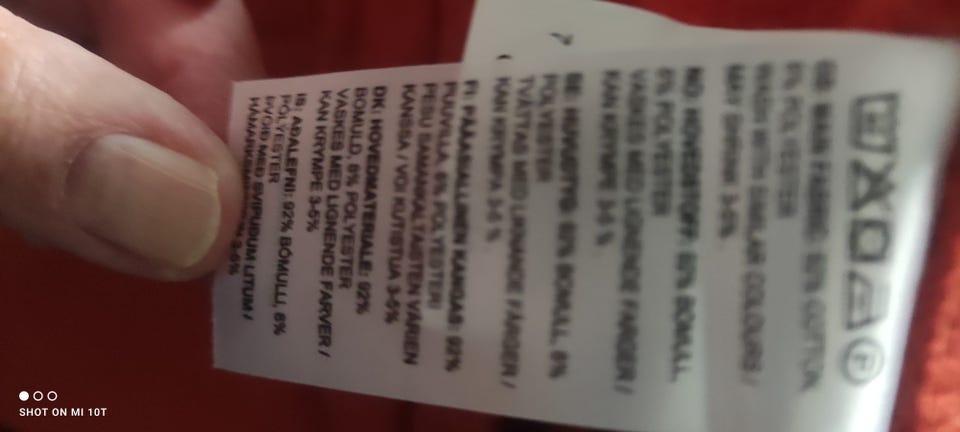 GB: MAIN FABRIC: 92% COTTON,
8% POLYESTER
WASH WITH SIMILAR COLOURS /
MAY SHRINK 3-5%
NO: HOVEDSTOFF: 92% BOMULL,
8% POLYESTER
VASKES MED LIGNENDE FARGER /
KAN KRYMPE 3-5 %
SE: HUVUDTYG: 92% BOMULL, 8%
POLYESTER
TVÄTTAS MED LIKNANDE FÄRGER /
KAN KRYMPA 3-5 %
FI: PÄÄASIALLINEN KANGAS: 92%
PUUVILLA, 8% POLYESTERI
PESU SAMANKALTAISTEN VÄRIEN
KANSSA / VOI KUTISTUA 3-5%
DK: HOVEDMATERIALE: 92%
BOMULD, 8% POLYESTER
VASKES MED LIGNENDE FARVER /
KAN KRYMPE 3-5%
IS: AÐALEFNI: 92% BÓMULL, 8%
POLYESTER
ÞVOIÐ MEÐ SVIPUÐUM LITUM /
3-5%
SHOT ON MI 10T